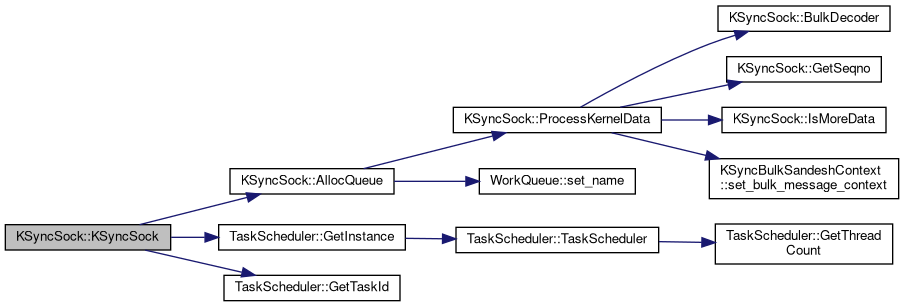 KSyncSock::KSyncSock
KSyncSock::AllocQueue
KSyncSock::ProcessKernelData
KSyncSock::BulkDecoder
KSyncSock::GetSeqno
KSyncSock::IsMoreData
KSyncBulkSandeshContext
::set_bulk_message_context
WorkQueue::set_name
TaskScheduler::GetInstance
TaskScheduler::TaskScheduler
TaskScheduler::GetThread
Count
TaskScheduler::GetTaskId